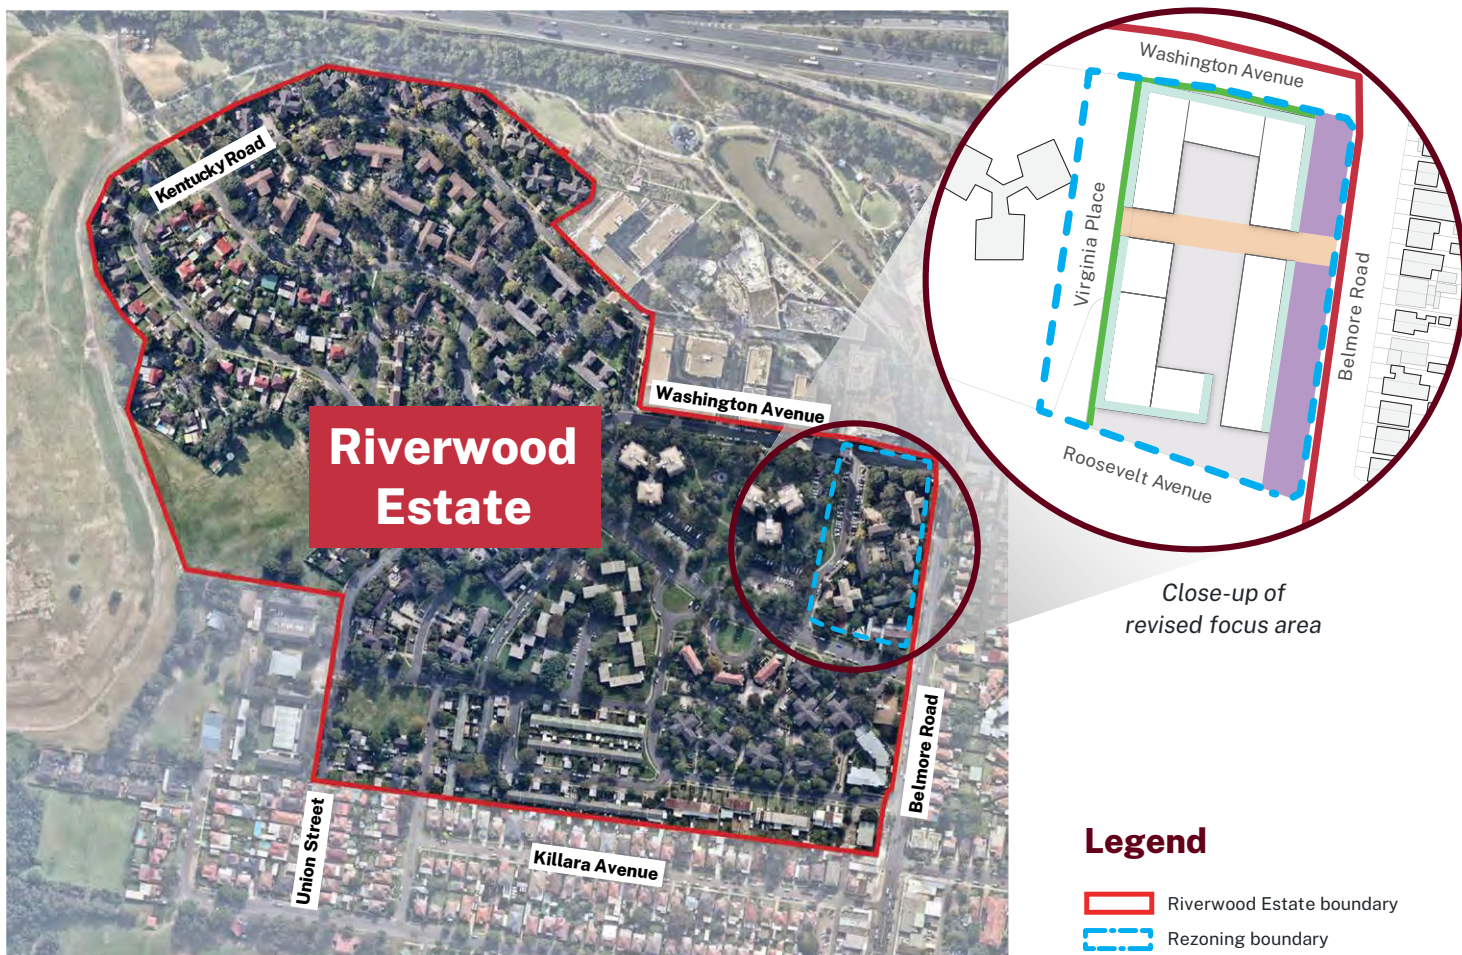 Kentucky Road
Riverwood
Estate
Washington Avenue
Belmore Road
Union Street
Killara Avenue
Washington Avenue
Virginia Place
Belmore Road
Roosevelt Avenue
Close-up of
revised focus area
Legend
Riverwood Estate boundary
Rezoning boundary